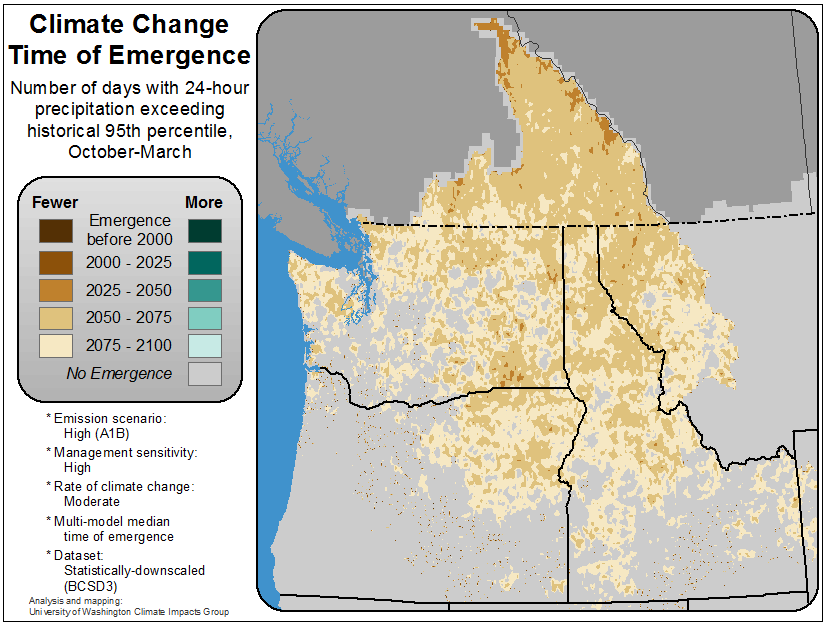 Climate Change
Time of Emergence
Number of days with 24-hour
precipitation exceeding
historical 95th percentile,
October-March
Fewer More
Emergence
before 2000
2000 - 2025
2025 - 2050
2050 - 2075
2075 - 2100
No Emergence
* Emission scenario:
High (A1B)
* Management sensitivity:
High
* Rate of climate change:
Moderate
* Multi-model median
time of emergence
* Dataset:
Statistically-downscaled
(BCSD3)
Analysis and mapping:
University of Washington Climate Impacts Group